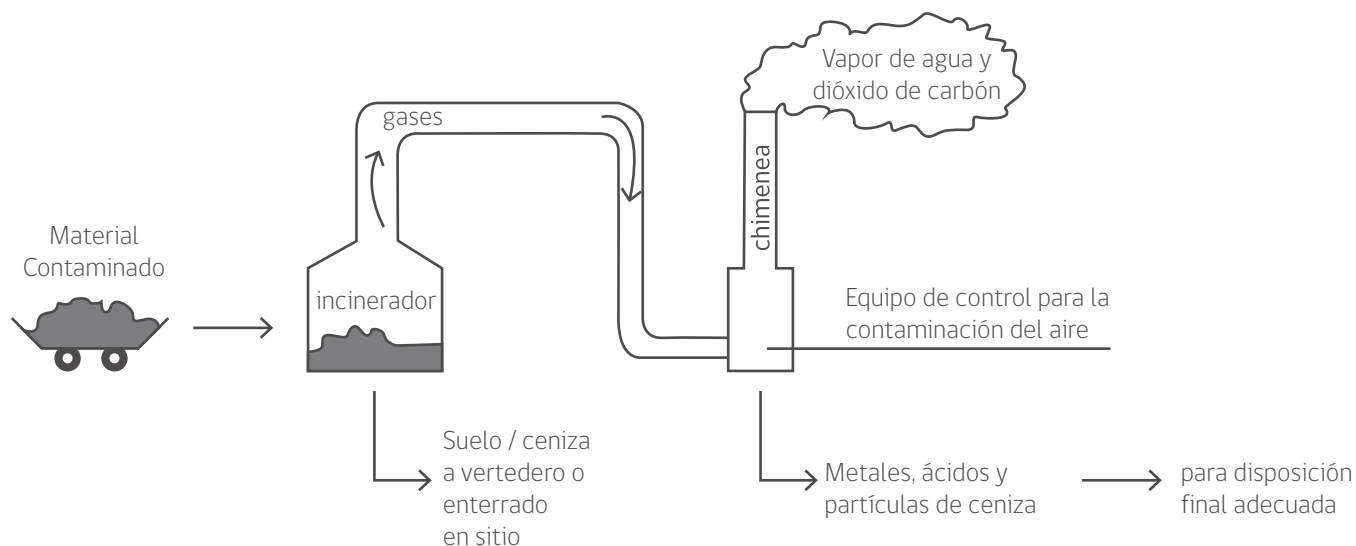 Material
Contaminado
incinerador
gases
Suelo / ceniza
a vertedero o
enterrado
en sitio
chimenea
Vapor de agua y
dióxido de carbón
Equipo de control para la
contaminación del aire
Metales, ácidos y
partículas de ceniza
para disposición
final adecuada